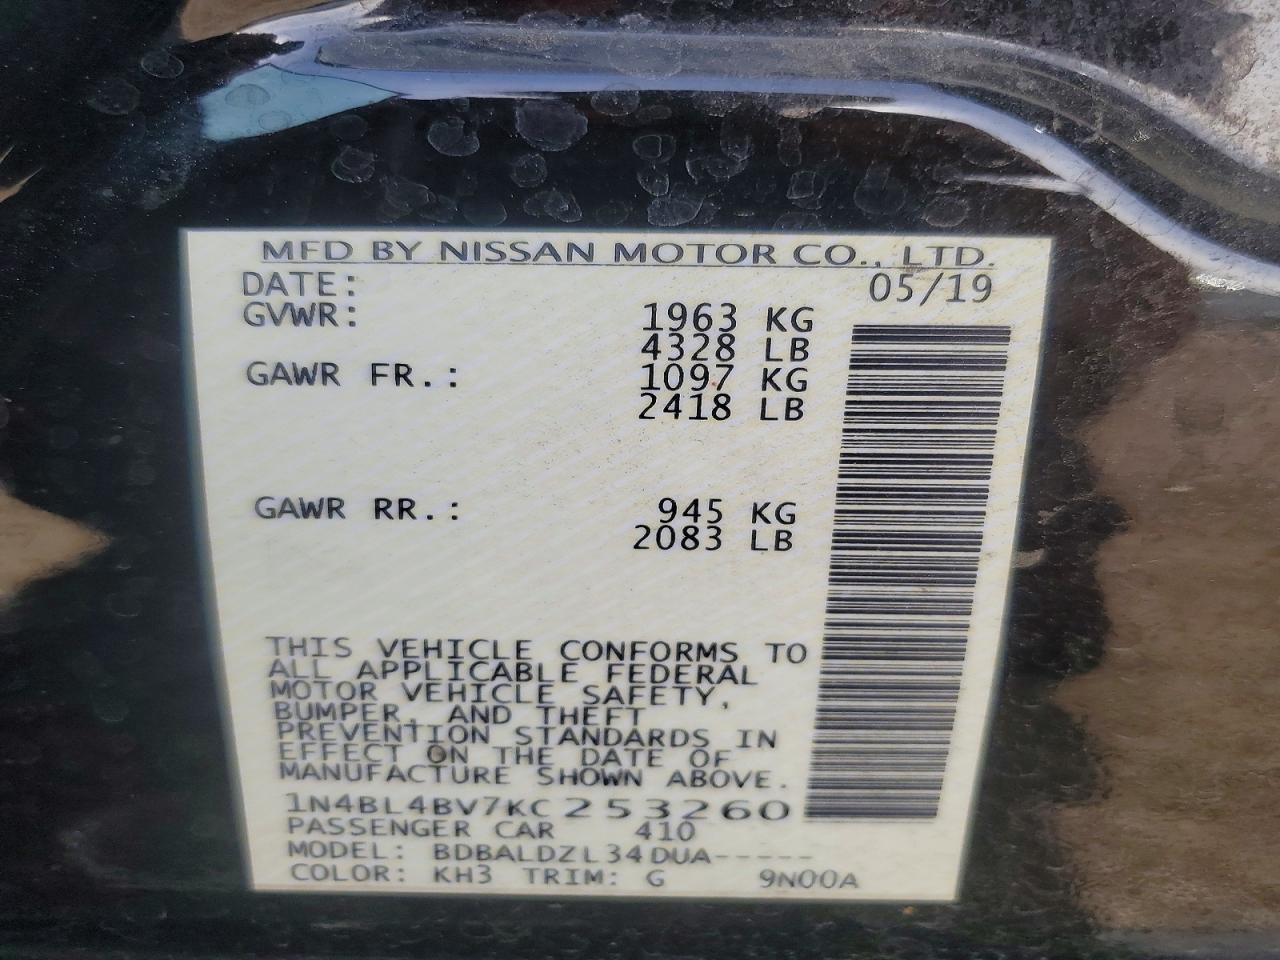 MFD BY NISSAN MOTOR CO., LTD.
DATE: 05/19
GVWR: 1963 KG
4328 LB
GAWR FR.: 1097 KG
2418 LB
GAWR RR.: 945 KG
2083 LB
THIS VEHICLE CONFORMS TO
ALL APPLICABLE FEDERAL
MOTOR VEHICLE SAFETY,
BUMPER, AND THEFT
PREVENTION STANDARDS IN
EFFECT ON THE DATE OF
MANUFACTURE SHOWN ABOVE.
1N4BL4BV7KC253260
PASSENGER CAR 410
MODEL: BDBALDZL34DUA-----
COLOR: KH3 TRIM: G 9N00A